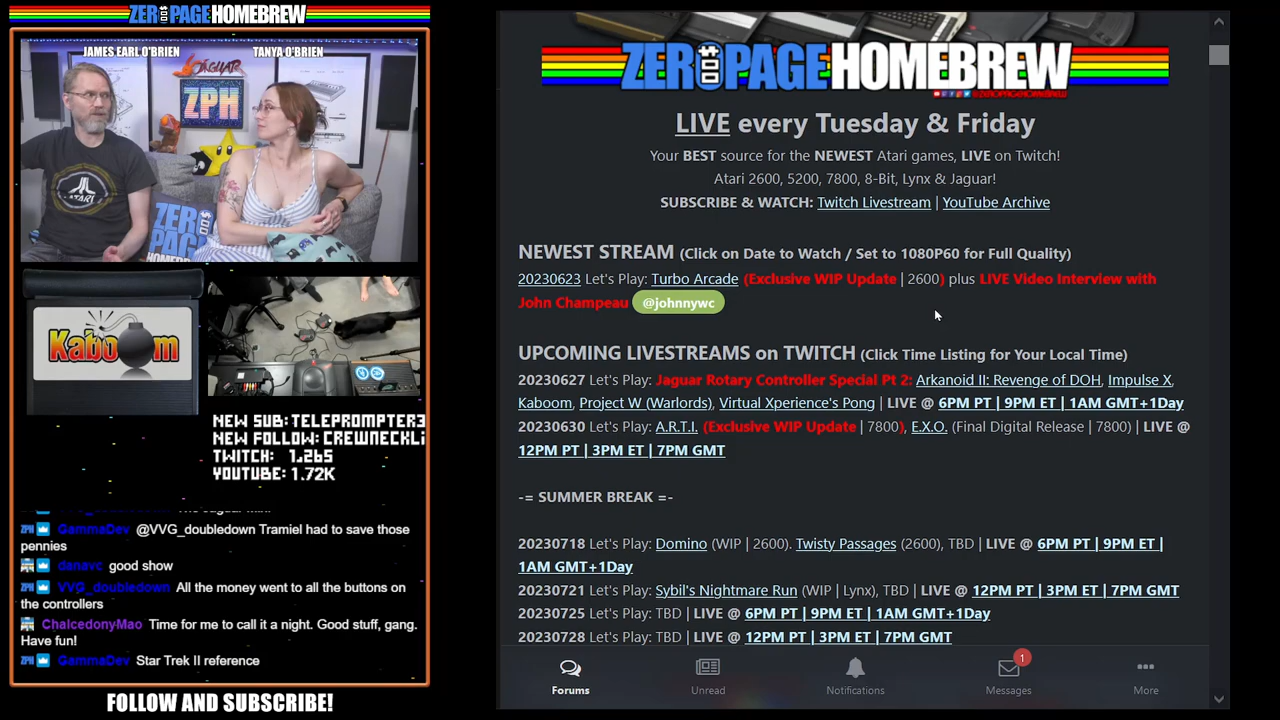 ZERO PAGE HOMEBREW
JAMES EARL O'BRIEN
TANYA O'BRIEN
JAGUAR
ZPH
ATARI
ZERO PAGE
Kaboom
NEW SUB: TELEPROMPTER3
NEW FOLLOW: CREWNECKLI
TWITCH: 1,265
YOUTUBE: 1.72K
GammaDev @VVG_doubledown Tramiel had to save those
pennies
danavc good show
VVG_doubledown All the money went to all the buttons on
the controllers
ChalcedonyMao Time for me to call it a night. Good stuff, gang.
Have fun!
GammaDev Star Trek II reference
FOLLOW AND SUBSCRIBE!
ZERO PAGE HOMEBREW
LIVE every Tuesday & Friday
Your BEST source for the NEWEST Atari games, LIVE on Twitch!
Atari 2600, 5200, 7800, 8-Bit, Lynx & Jaguar!
SUBSCRIBE & WATCH: Twitch Livestream | YouTube Archive
NEWEST STREAM (Click on Date to Watch / Set to 1080P60 for Full Quality)
20230623 Let's Play: Turbo Arcade (Exclusive WIP Update | 2600) plus LIVE Video Interview with
John Champeau @johnnywc
UPCOMING LIVESTREAMS on TWITCH (Click Time Listing for Your Local Time)
20230627 Let's Play: Jaguar Rotary Controller Special Pt 2: Arkanoid II: Revenge of DOH, Impulse X,
Kaboom, Project W (Warlords), Virtual Xperience's Pong | LIVE @ 6PM PT | 9PM ET | 1AM GMT+1Day
20230630 Let's Play: A.R.T.I. (Exclusive WIP Update | 7800), E.X.O. (Final Digital Release | 7800) | LIVE @
12PM PT | 3PM ET | 7PM GMT
-= SUMMER BREAK =-
20230718 Let's Play: Domino (WIP | 2600). Twisty Passages (2600), TBD | LIVE @ 6PM PT | 9PM ET |
1AM GMT+1Day
20230721 Let's Play: Sybil's Nightmare Run (WIP | Lynx), TBD | LIVE @ 12PM PT | 3PM ET | 7PM GMT
20230725 Let's Play: TBD | LIVE @ 6PM PT | 9PM ET | 1AM GMT+1Day
20230728 Let's Play: TBD | LIVE @ 12PM PT | 3PM ET | 7PM GMT
1
Forums
Unread
Notifications
Messages
More